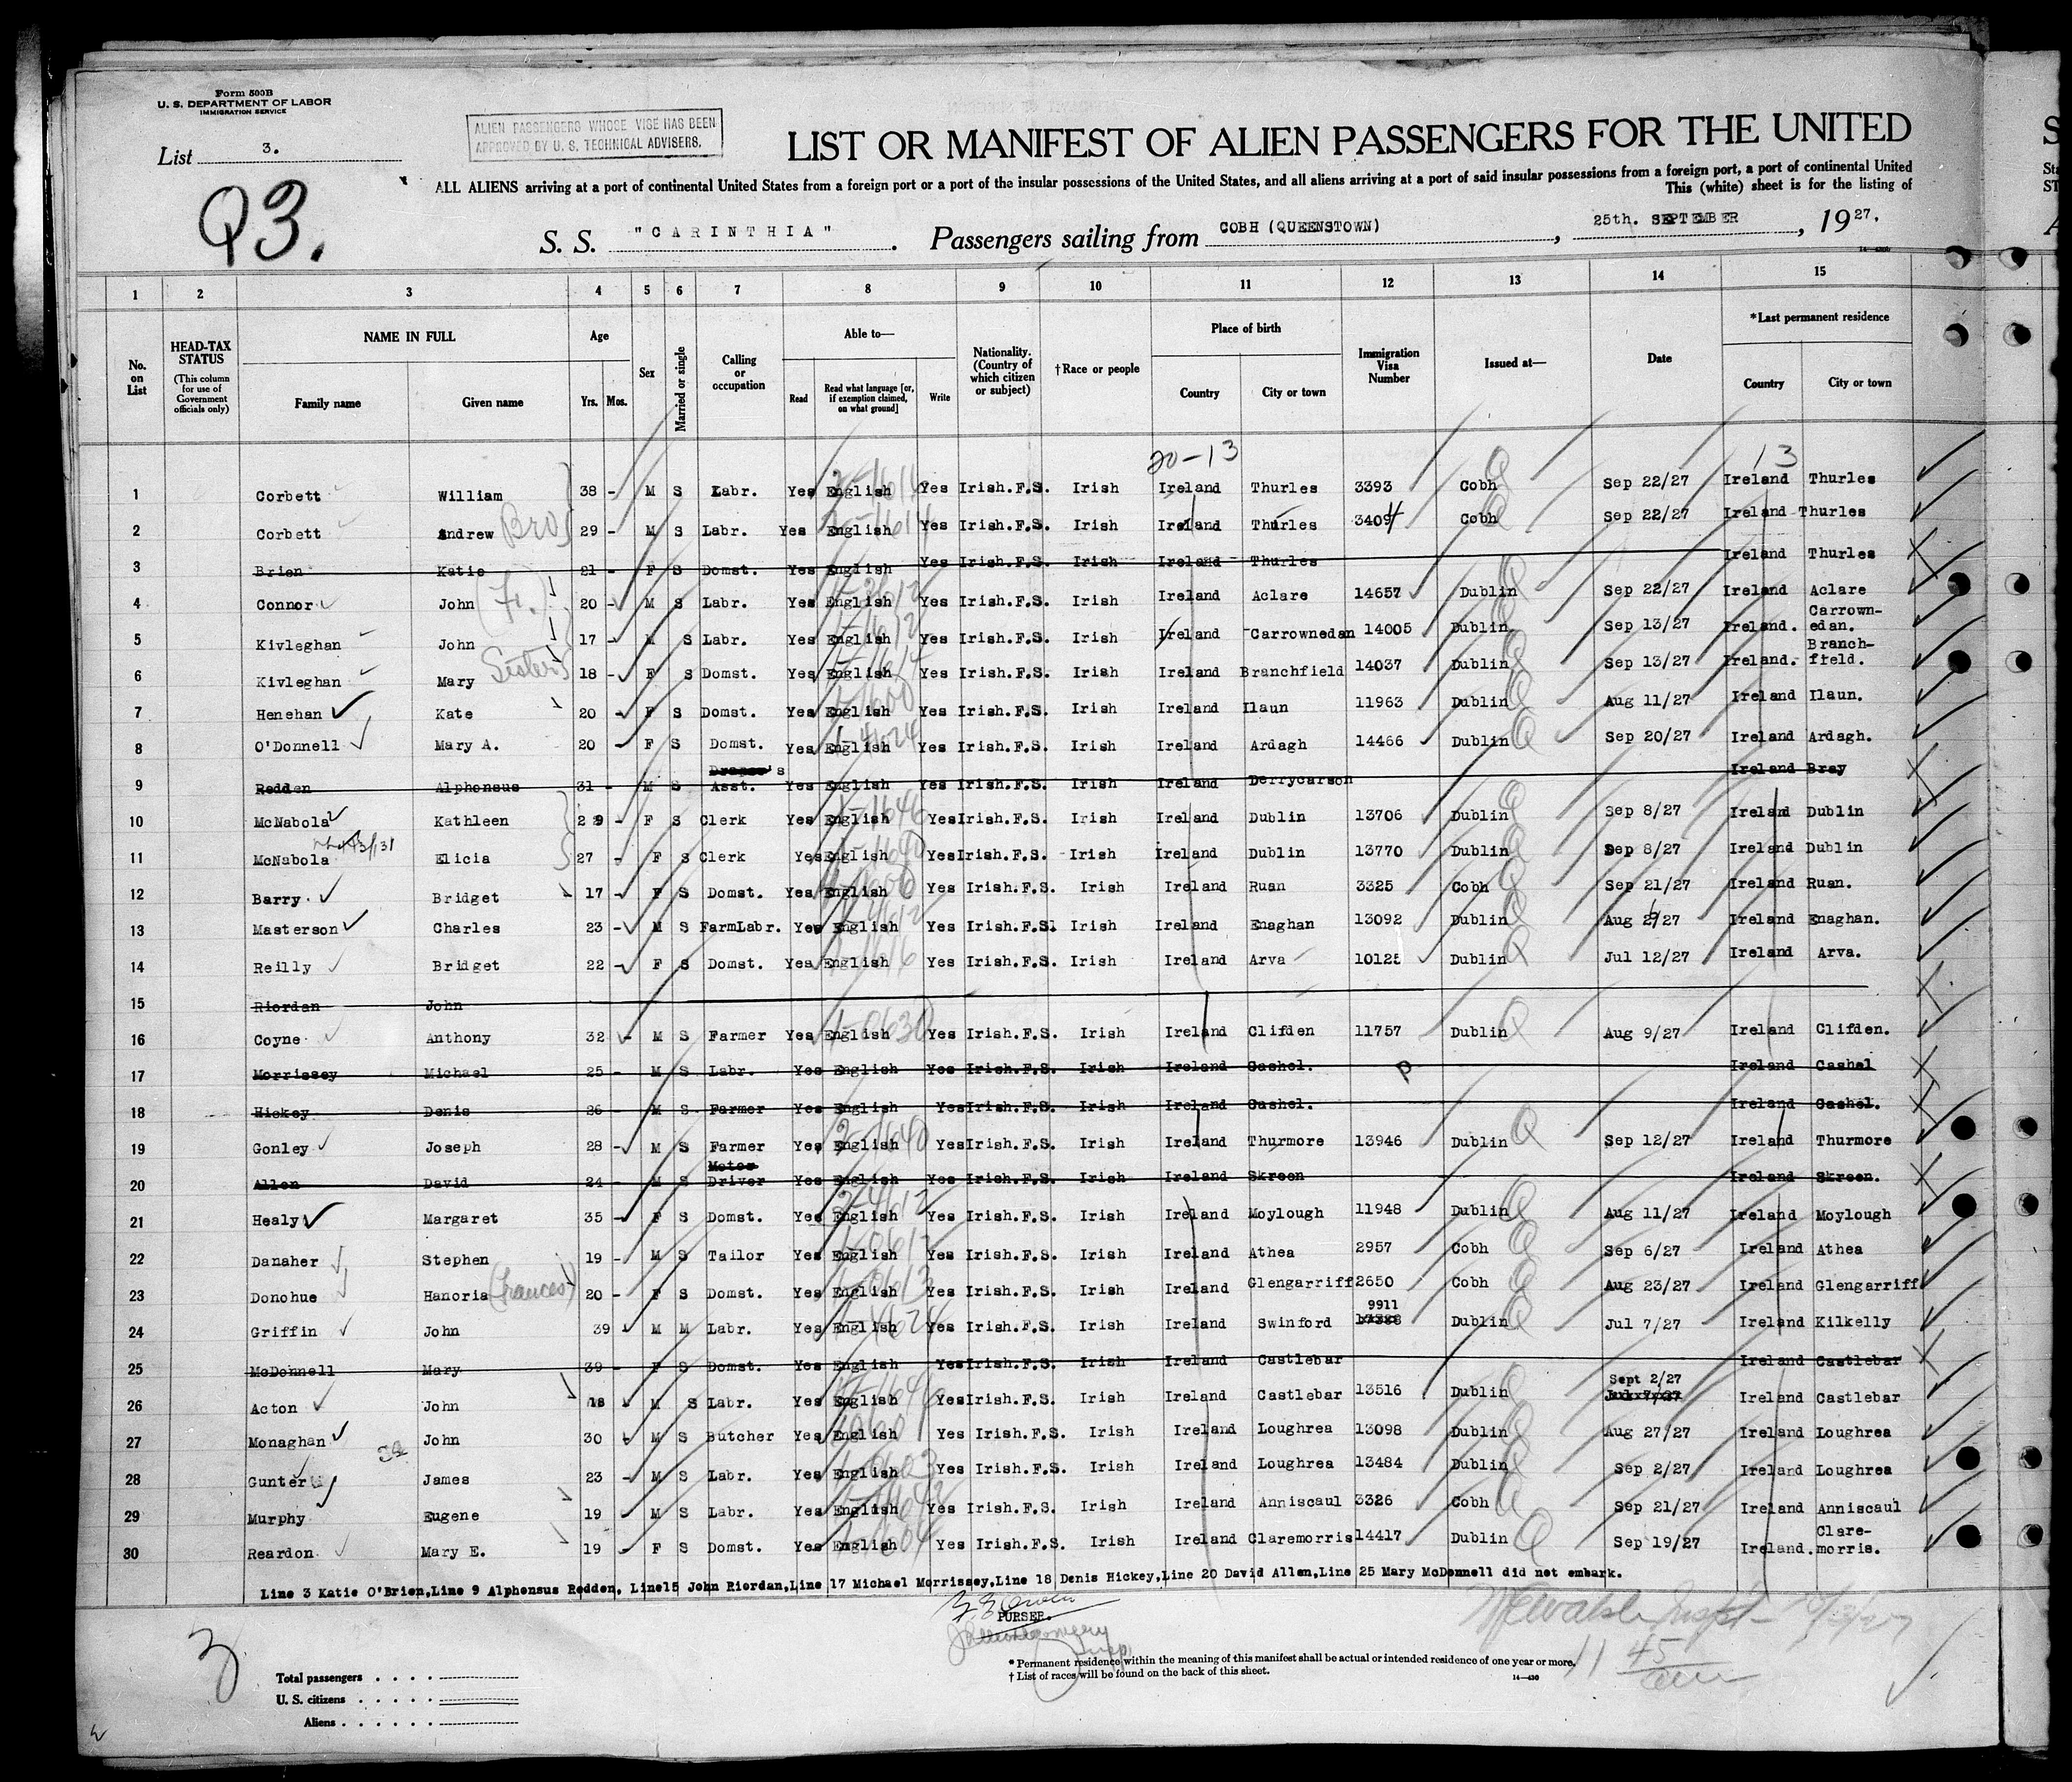 Form 500B
U. S. DEPARTMENT OF LABOR
IMMIGRATION SERVICE
List 3.
Q3.
ALIEN PASSENGERS WHOSE VISE HAS BEEN
APPROVED BY U. S. TECHNICAL ADVISERS.
LIST OR MANIFEST OF ALIEN PASSENGERS FOR THE UNITED
ALL ALIENS arriving at a port of continental United States from a foreign port or a port of the insular possessions of the United States, and all aliens arriving at a port of said insular possessions from a foreign port, a port of continental United
This (white) sheet is for the listing of
S. S. "CARINTHIA" . Passengers sailing from COBH (QUEENSTOWN) , 25th. SEPTEMBER , 1927.
1 2 3 4 5 6 7 8 9 10 11 12 13 14 15
No. on List
HEAD-TAX STATUS (This column for use of Government officials only)
NAME IN FULL Family name Given name
Age Yrs. Mos.
Sex
Married or single
Calling or occupation
Able to— Read Read what language [or, if exemption claimed, on what ground] Write
Nationality. (Country of which citizen or subject)
†Race or people
Place of birth Country City or town
Immigration Visa Number
Issued at—
Date
*Last permanent residence Country City or town
20-13 13
1 Corbett William 38 - M S Labr. Yes English Yes Irish.F.S. Irish Ireland Thurles 3393 Cobh Sep 22/27 Ireland Thurles
2 Corbett Andrew Bros 29 - M S Labr. Yes English Yes Irish.F.S. Irish Ireland Thurles 3404 Cobh Sep 22/27 Ireland Thurles
3 Brien Katie 21 - F S Domst. Yes English Yes Irish.F.S. Irish Ireland Thurles Ireland Thurles
4 Connor John 20 - M S Labr. Yes English Yes Irish.F.S. Irish Ireland Aclare 14657 Dublin Sep 22/27 Ireland Aclare
5 Kivleghan John 17 - M S Labr. Yes English Yes Irish.F.S. Irish Ireland Carrownedan 14005 Dublin. Sep 13/27 Ireland. Carrown-edan.
6 Kivleghan Mary Sister 18 - F S Domst. Yes English Yes Irish.F.S. Irish Ireland Branchfield 14037 Dublin Sep 13/27 Ireland. Branch-field.
7 Henehan Kate 20 - F S Domst. Yes English Yes Irish.F.S. Irish Ireland Ilaun 11963 Dublin Aug 11/27 Ireland Ilaun.
8 O'Donnell Mary A. 20 - F S Domst. Yes English Yes Irish.F.S. Irish Ireland Ardagh 14466 Dublin Sep 20/27 Ireland Ardagh.
9 Redden Alphonsus 31 - M S Draper's Asst. Yes English Yes Irish.F.S. Irish Ireland Derrycarson Ireland Bray
10 McNabola Kathleen 29 - F S Clerk Yes English Yes Irish.F.S. Irish Ireland Dublin 13706 Dublin Sep 8/27 Ireland Dublin
11 McNabola Elicia 27 - F S Clerk Yes English Yes Irish.F.S. Irish Ireland Dublin 13770 Dublin Sep 8/27 Ireland Dublin
12 Barry. Bridget 17 - F S Domst. Yes English Yes Irish.F.S. Irish Ireland Ruan 3325 Cobh Sep 21/27 Ireland Ruan.
13 Masterson Charles 23 - M S FarmLabr. Yes English Yes Irish.F.S. Irish Ireland Enaghan 13092 Dublin Aug 27 Ireland Enaghan.
14 Reilly Bridget 22 - F S Domst. Yes English Yes Irish.F.S. Irish Ireland Arva 10125 Dublin Jul 12/27 Ireland Arva.
15 Riordan John
16 Coyne Anthony 32 - M S Farmer Yes English Yes Irish.F.S. Irish Ireland Clifden 11757 Dublin Aug 9/27 Ireland Clifden.
17 Morrissey Michael 25 - M S Labr. Yes English Yes Irish.F.S. Irish Ireland Cashel. Ireland Cashel
18 Hickey Denis 26 - M S Farmer Yes English Yes Irish.F.S. Irish Ireland Cashel. Ireland Cashel.
19 Gonley Joseph 28 - M S Farmer Yes English Yes Irish.F.S. Irish Ireland Thurmore 13946 Dublin Sep 12/27 Ireland Thurmore
20 Allen David 24 - M S Motor Driver Yes English Yes Irish.F.S. Irish Ireland Skreen Ireland Skreen.
21 Healy Margaret 35 - F S Domst. Yes English Yes Irish.F.S. Irish Ireland Moylough 11948 Dublin Aug 11/27 Ireland Moylough
22 Danaher Stephen 19 - M S Tailor Yes English Yes Irish.F.S. Irish Ireland Athea 2957 Cobh Sep 6/27 Ireland Athea
23 Donohue Hanoria (Frances) 20 - F S Domst. Yes English Yes Irish.F.S. Irish Ireland Glengarriff 2650 Cobh Aug 23/27 Ireland Glengarriff
24 Griffin John 39 M M Labr. Yes English Yes Irish.F.S. Irish Ireland Swinford 9911 Dublin Jul 7/27 Ireland Kilkelly
25 McDonnell Mary 39 - F S Domst. Yes English Yes Irish.F.S. Irish Ireland Castlebar Ireland Castlebar
26 Acton John 18 M S Labr. Yes English Yes Irish.F.S. Irish Ireland Castlebar 13516 Dublin Sept 2/27 Ireland Castlebar
27 Monaghan John 30 M S Butcher Yes English Yes Irish.F.S. Irish Ireland Loughrea 13098 Dublin Aug 27/27 Ireland Loughrea
28 Gunter James 23 - M S Labr. Yes English Yes Irish.F.S. Irish Ireland Loughrea 13484 Dublin Sep 2/27 Ireland Loughrea
29 Murphy Eugene 19 M S Labr. Yes English Yes Irish.F.S. Irish Ireland Anniscaul 3326 Cobh Sep 21/27 Ireland Anniscaul
30 Reardon Mary E. 19 F S Domst. Yes English Yes Irish.F.S. Irish Ireland Claremorris 14417 Dublin Sep 19/27 Ireland. Clare-morris.
Line 3 Katie O'Brien,Line 9 Alphonsus Redden, Line15 John Riordan,Line 17 Michael Morrissey,Line 18 Denis Hickey,Line 20 David Allen,Line 25 Mary McDonnell did not embark.
PURSER.
3
Total passengers . . . .
U. S. citizens . . . . .
Aliens . . . . . .
* Permanent residence within the meaning of this manifest shall be actual or intended residence of one year or more.
† List of races will be found on the back of this sheet.
14—430
11 45